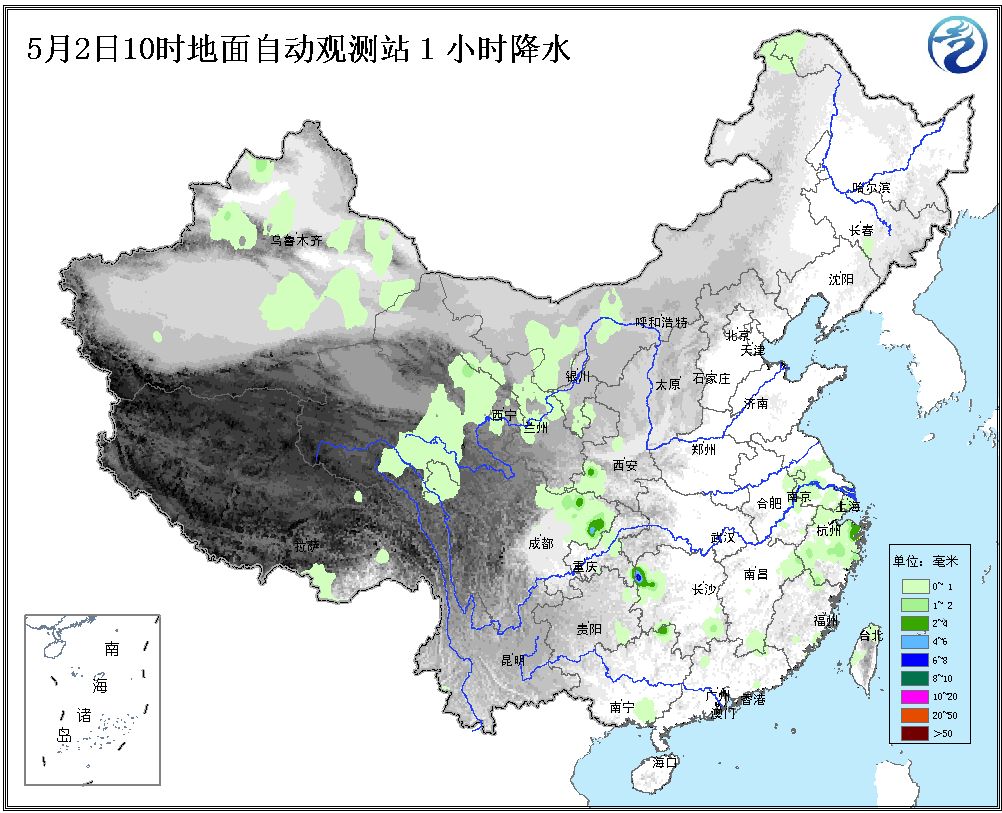 5月2日10时地面自动观测站1小时降水
哈尔滨
长春
乌鲁木齐
沈阳
呼和浩特
北京
天津
银川
太原
石家庄
济南
西宁
兰州
郑州
西安
合肥
南京
上海
成都
武汉
杭州
拉萨
重庆
南昌
长沙
福州
贵阳
台北
昆明
广州
香港
南宁
澳门
海口
单位：毫米
0~1
1~2
2~4
4~6
6~8
8~10
10~20
20~50
>50
南
海
诸
岛